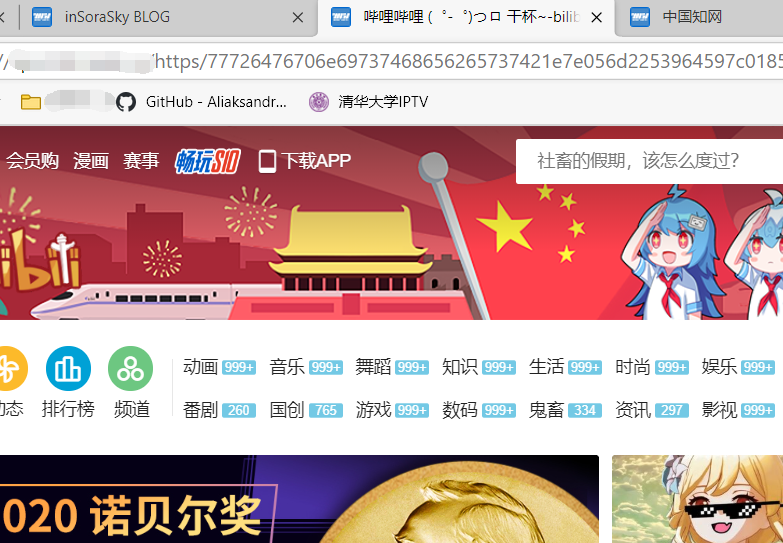 inSoraSky BLOG
哔哩哔哩 (゜-゜)つロ 干杯~-bilib
中国知网
/https/77726476706e69737468656265737421e7e056d2253964597c0185
GitHub - Aliaksandr...
清华大学IPTV
会员购 漫画 赛事 畅玩S10 下载APP
社畜的假期，该怎么度过？
动态 排行榜 频道
动画 999+ 音乐 999+ 舞蹈 999+ 知识 999+ 生活 999+ 时尚 999+ 娱乐 999+
番剧 260 国创 765 游戏 999+ 数码 999+ 鬼畜 334 资讯 297 影视 999+
2020 诺贝尔奖